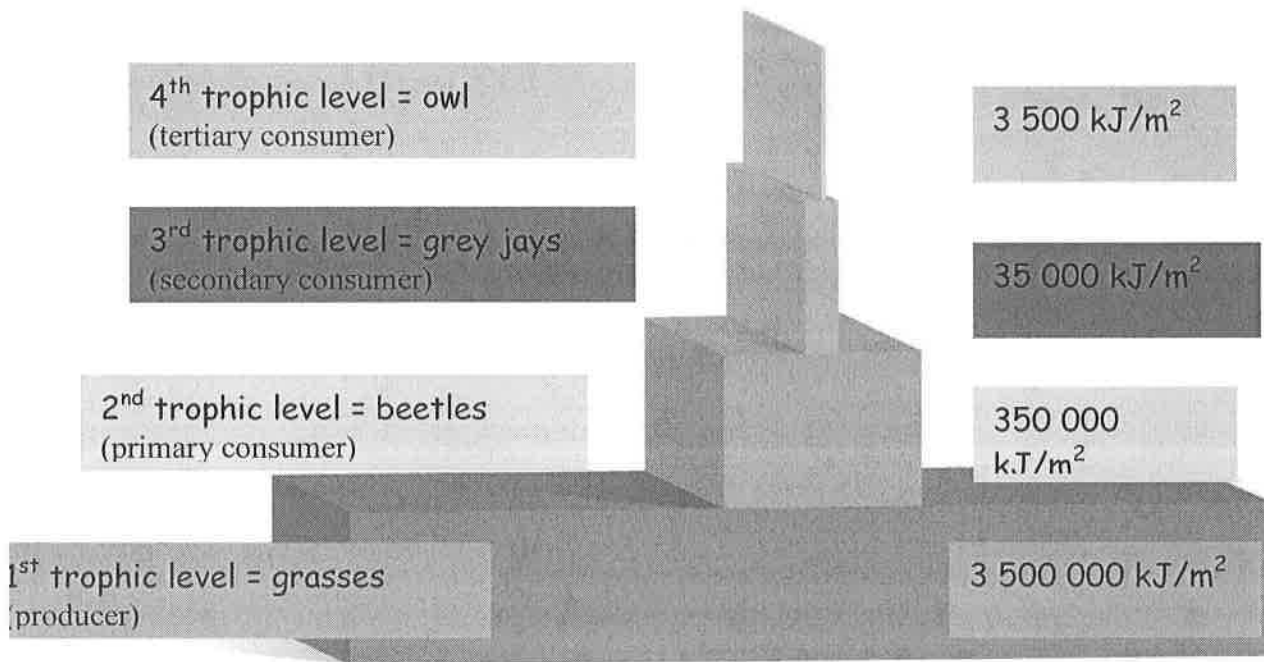 4th trophic level = owl
(tertiary consumer)
3 500 kJ/m²
3rd trophic level = grey jays
(secondary consumer)
35 000 kJ/m²
2nd trophic level = beetles
(primary consumer)
350 000
kJ/m²
1st trophic level = grasses
(producer)
3 500 000 kJ/m²